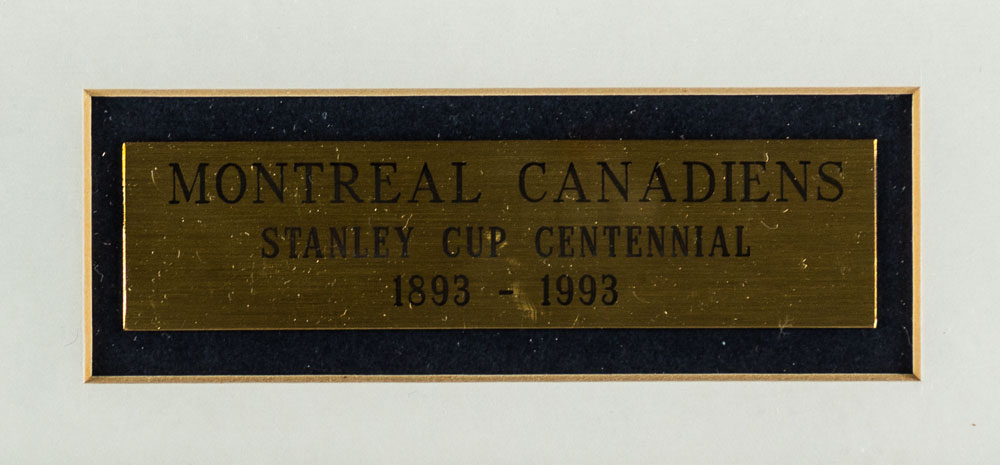 MONTREAL CANADIENS
STANLEY CUP CENTENNIAL
1893 - 1993